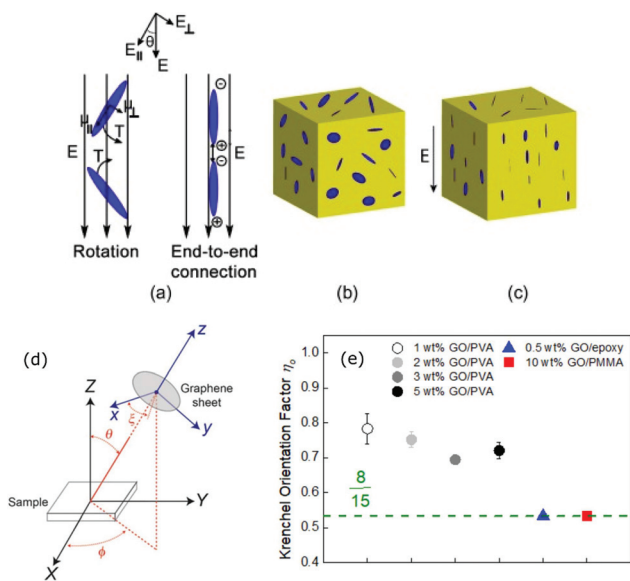 E∥ θ E⊥
E
μ∥ μ⊥
T
E T E
⊖
⊕
⊖
⊕
Rotation End-to-end
connection
E
(a) (b) (c)
(d)
z
Graphene
sheet
x ξ y
Z
θ
Sample
Y
ϕ
X
(e)
1 wt% GO/PVA 0.5 wt% GO/epoxy
2 wt% GO/PVA 10 wt% GO/PMMA
3 wt% GO/PVA
5 wt% GO/PVA
Krenchel Orientation Factor ηₒ
1.0
0.9
0.8
0.7
0.6
0.5
0.4
8
15